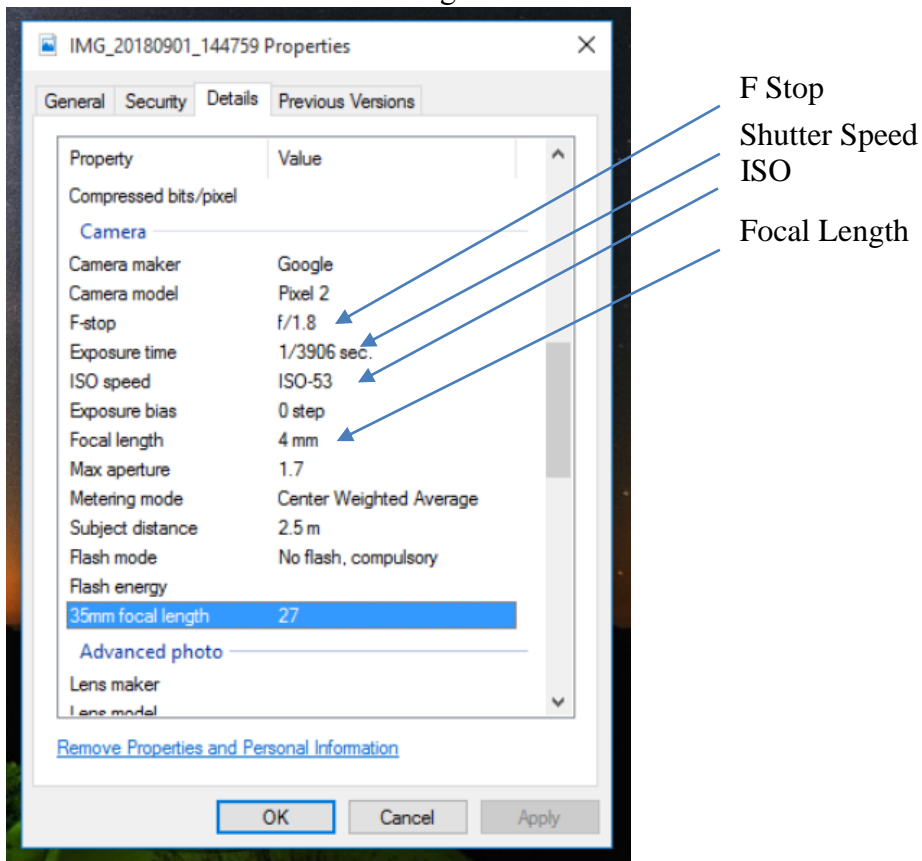 IMG_20180901_144759 Properties
General Security Details Previous Versions
Property Value
Compressed bits/pixel
Camera
Camera maker Google
Camera model Pixel 2
F-stop f/1.8
Exposure time 1/3906 sec.
ISO speed ISO-53
Exposure bias 0 step
Focal length 4 mm
Max aperture 1.7
Metering mode Center Weighted Average
Subject distance 2.5 m
Flash mode No flash, compulsory
Flash energy
35mm focal length 27
Advanced photo
Lens maker
Lens model
Remove Properties and Personal Information
OK Cancel Apply
F Stop
Shutter Speed
ISO
Focal Length